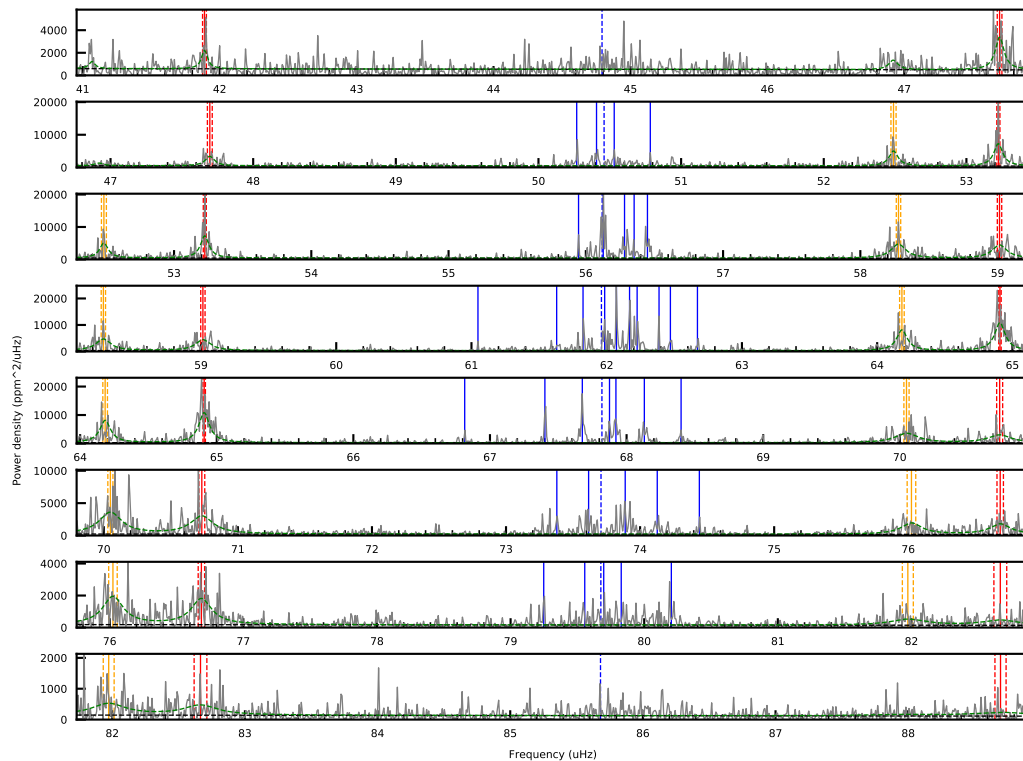 4000
2000
0
41 42 43 44 45 46 47
20000
10000
0
47 48 49 50 51 52 53
20000
10000
0
53 54 55 56 57 58 59
20000
10000
0
59 60 61 62 63 64 65
20000
10000
0
64 65 66 67 68 69 70
10000
5000
0
70 71 72 73 74 75 76
4000
2000
0
76 77 78 79 80 81 82
2000
1000
0
82 83 84 85 86 87 88
Power density (ppm^2/uHz)
Frequency (uHz)